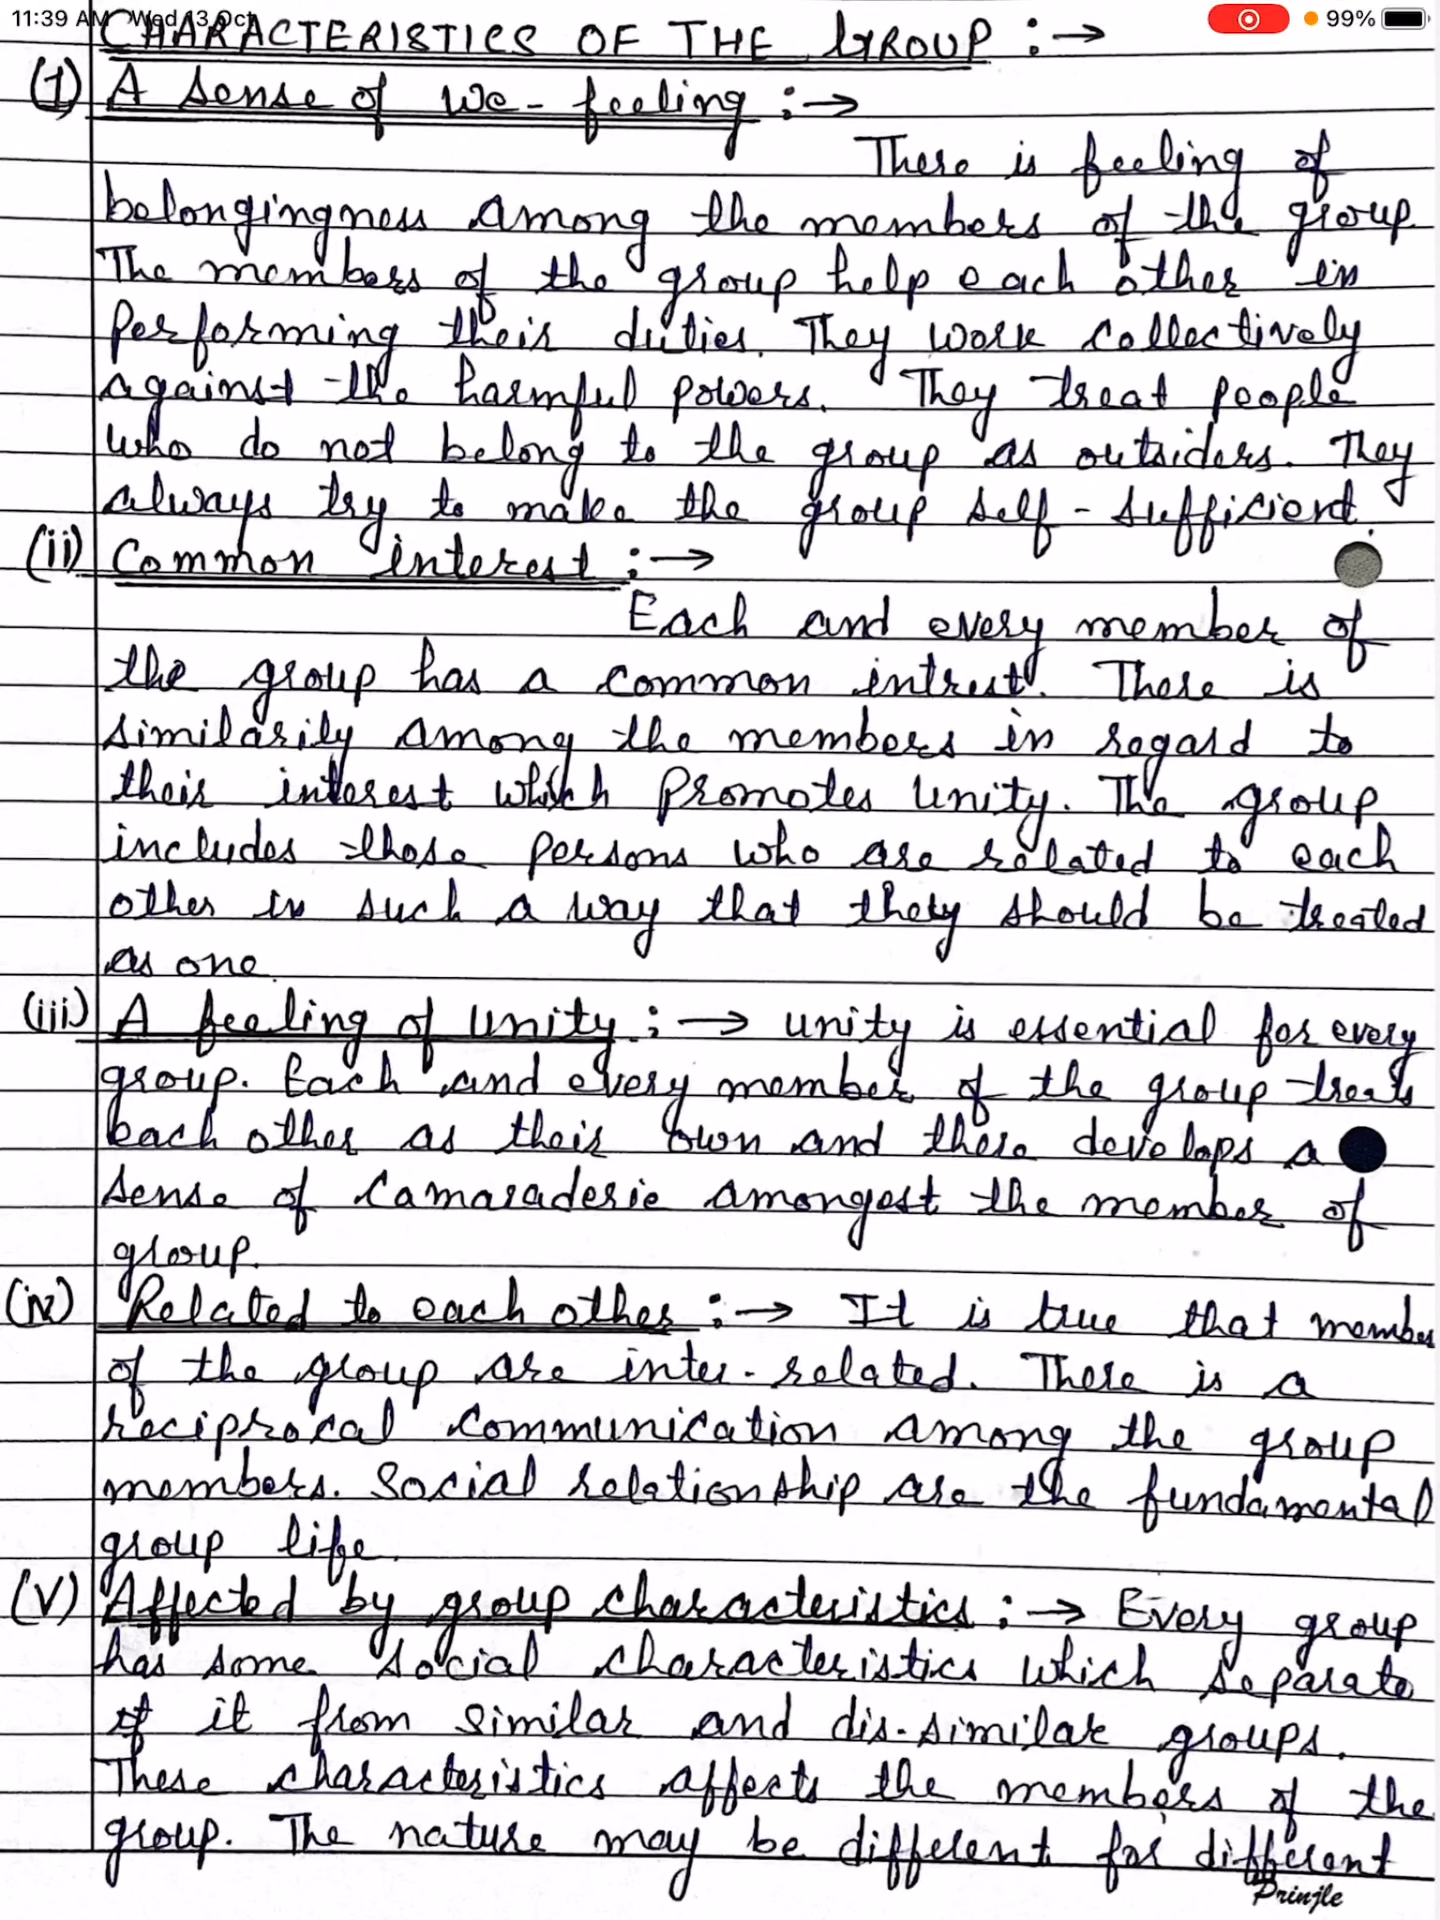 11:39 AM Wed 13 Oct
99%
CHARACTERISTICS OF THE GROUP :→
(i) A sense of we-feeling :→
There is feeling of
belongingness among the members of the group.
The members of the group help each other in
performing their duties. They work collectively
against the harmful powers. They treat people
who do not belong to the group as outsiders. They
always try to make the group self-sufficient.
(ii) Common interest :→
Each and every member of
the group has a common intrest. There is
similarily among the members in regard to
their interest which promotes unity. The group
includes those persons who are related to each
other in such a way that they should be treated
as one.
(iii) A feeling of unity :→ unity is essential for every
group. Each and every member of the group treats
each other as their own and there develops a
sense of camaraderie amongest the member of
group.
(iv) Related to each other :→ It is true that member
of the group are inter-related. There is a
reciprocal communication among the group
members. Social relationship are the fundamental
group life.
(v) Affected by group characteristics :→ Every group
has some social characteristics which separate
it from similar and dis-similar groups.
These characteristics affects the members of the
group. The nature may be different for different
Prinjle